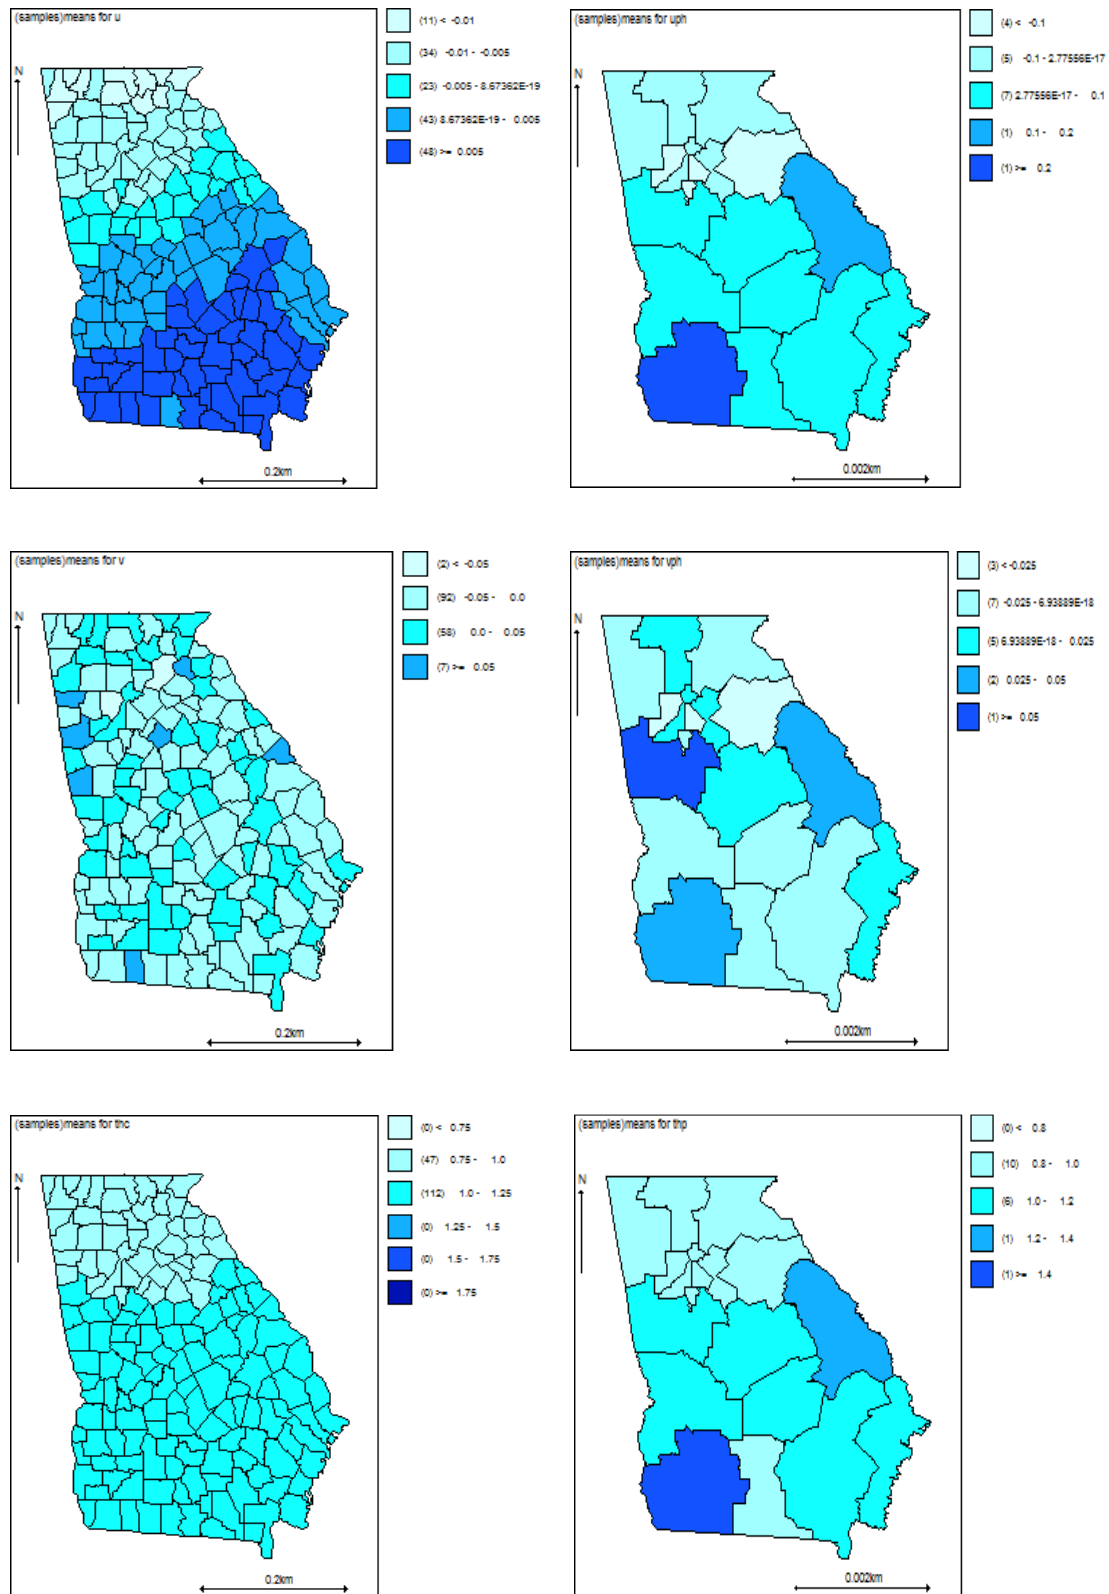 (samples)means for u
(11) < -0.01
(34) -0.01 - -0.005
(23) -0.005 - 8.67362E-19
(43) 8.67362E-19 - 0.005
(48) >= 0.005
N
0.2km
(samples)means for uph
(4) < -0.1
(5) -0.1 - 2.77556E-17
(7) 2.77556E-17 - 0.1
(1) 0.1 - 0.2
(1) >= 0.2
N
0.002km
(samples)means for v
(2) < -0.05
(92) -0.05 - 0.0
(58) 0.0 - 0.05
(7) >= 0.05
N
0.2km
(samples)means for vph
(3) < -0.025
(7) -0.025 - 6.93889E-18
(5) 6.93889E-18 - 0.025
(2) 0.025 - 0.05
(1) >= 0.05
N
0.002km
(samples)means for thc
(0) < 0.75
(47) 0.75 - 1.0
(112) 1.0 - 1.25
(0) 1.25 - 1.5
(0) 1.5 - 1.75
(0) >= 1.75
N
0.2km
(samples)means for thp
(0) < 0.8
(10) 0.8 - 1.0
(6) 1.0 - 1.2
(1) 1.2 - 1.4
(1) >= 1.4
N
0.002km